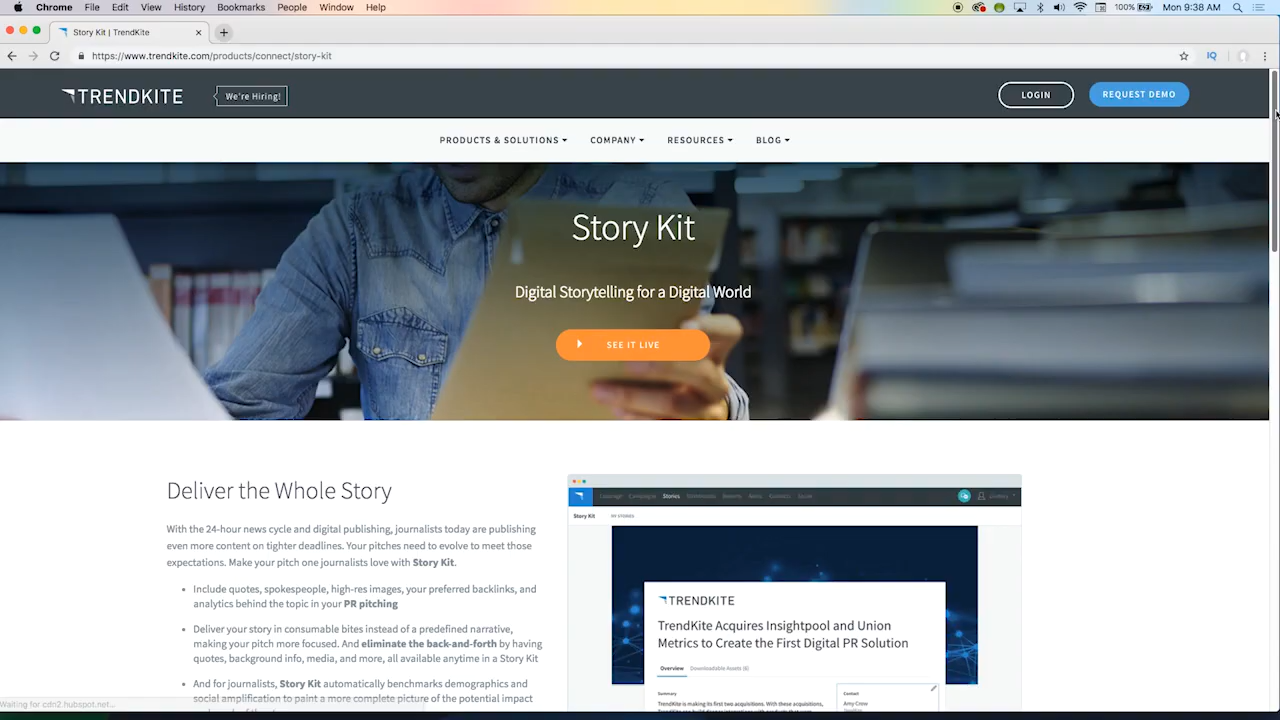 Chrome File Edit View History Bookmarks People Window Help 100% Mon 9:38 AM
Story Kit | TrendKite
https://www.trendkite.com/products/connect/story-kit IQ
TRENDKITE We're Hiring! LOGIN REQUEST DEMO
PRODUCTS & SOLUTIONS COMPANY RESOURCES BLOG
Story Kit
Digital Storytelling for a Digital World
SEE IT LIVE
Deliver the Whole Story
With the 24-hour news cycle and digital publishing, journalists today are publishing
even more content on tighter deadlines. Your pitches need to evolve to meet those
expectations. Make your pitch one journalists love with Story Kit.
• Include quotes, spokespeople, high-res images, your preferred backlinks, and
analytics behind the topic in your PR pitching
• Deliver your story in consumable bites instead of a predefined narrative,
making your pitch more focused. And eliminate the back-and-forth by having
quotes, background info, media, and more, all available anytime in a Story Kit
• And for journalists, Story Kit automatically benchmarks demographics and
social amplification to paint a more complete picture of the potential impact
Campaigns Stories Reports Alerts Contacts Social
Story Kit MY STORIES
TRENDKITE
TrendKite Acquires Insightpool and Union
Metrics to Create the First Digital PR Solution
Overview Downloadable Assets (6)
Summary
TrendKite is making its first two acquisitions. With these acquisitions,
Contact
Amy Crew
Waiting for cdn2.hubspot.net...